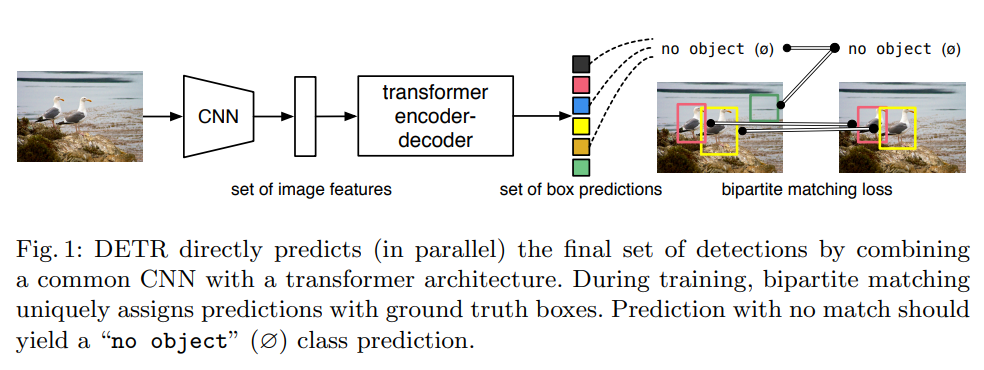 no object (ø) no object (ø)
CNN
transformer
encoder-
decoder
set of image features
set of box predictions
bipartite matching loss
Fig. 1: DETR directly predicts (in parallel) the final set of detections by combining
a common CNN with a transformer architecture. During training, bipartite matching
uniquely assigns predictions with ground truth boxes. Prediction with no match should
yield a “no object” (∅) class prediction.